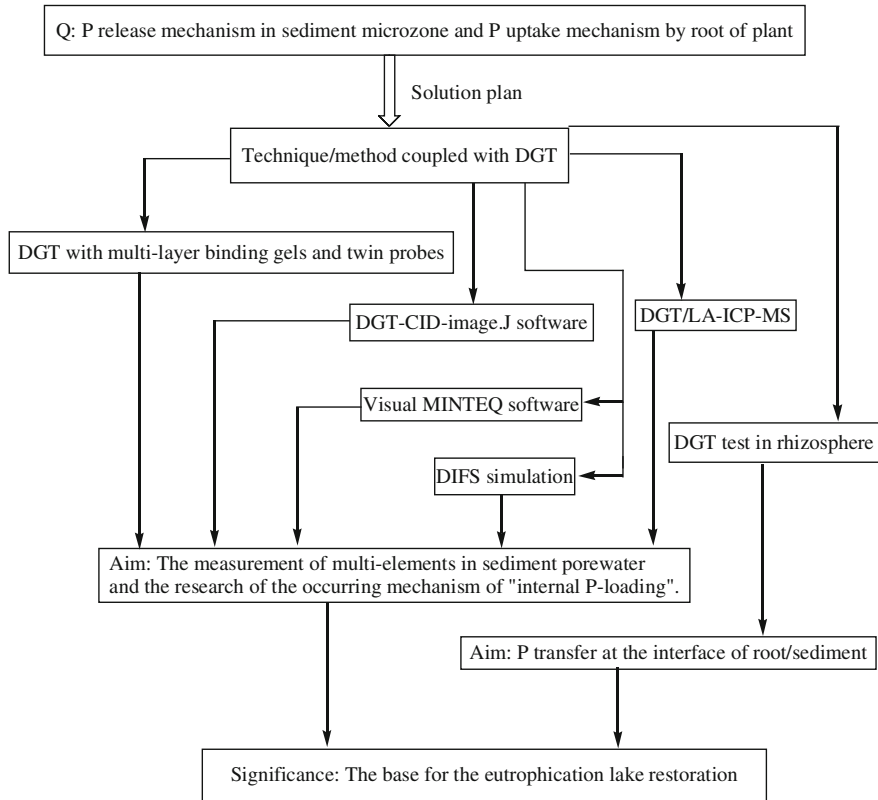 Q: P release mechanism in sediment microzone and P uptake mechanism by root of plant
Solution plan
Technique/method coupled with DGT
DGT with multi-layer binding gels and twin probes
DGT-CID-image.J software
DGT/LA-ICP-MS
Visual MINTEQ software
DGT test in rhizosphere
DIFS simulation
Aim: The measurement of multi-elements in sediment porewater
and the research of the occurring mechanism of "internal P-loading".
Aim: P transfer at the interface of root/sediment
Significance: The base for the eutrophication lake restoration